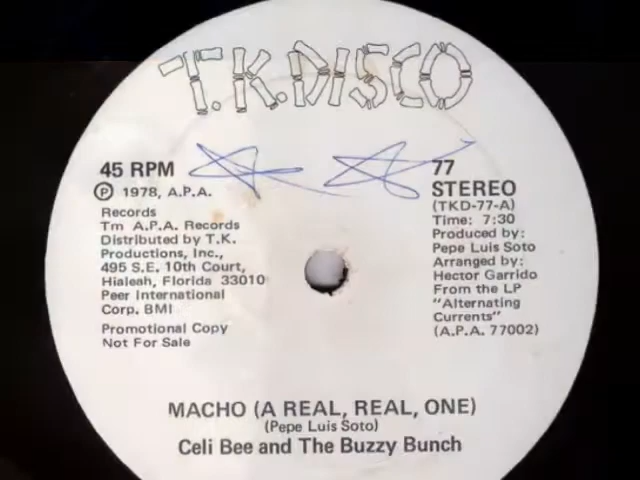 T.K. DISCO
45 RPM
Ⓟ 1978, A.P.A.
Records
Tm A.P.A. Records
Distributed by T.K.
Productions, Inc.,
495 S.E. 10th Court,
Hialeah, Florida 33010
Peer International
Corp. BMI
Promotional Copy
Not For Sale
77
STEREO
(TKD-77-A)
Time: 7:30
Produced by:
Pepe Luis Soto
Arranged by:
Hector Garrido
From the LP
"Alternating
Currents"
(A.P.A. 77002)
MACHO (A REAL, REAL, ONE)
(Pepe Luis Soto)
Celi Bee and The Buzzy Bunch